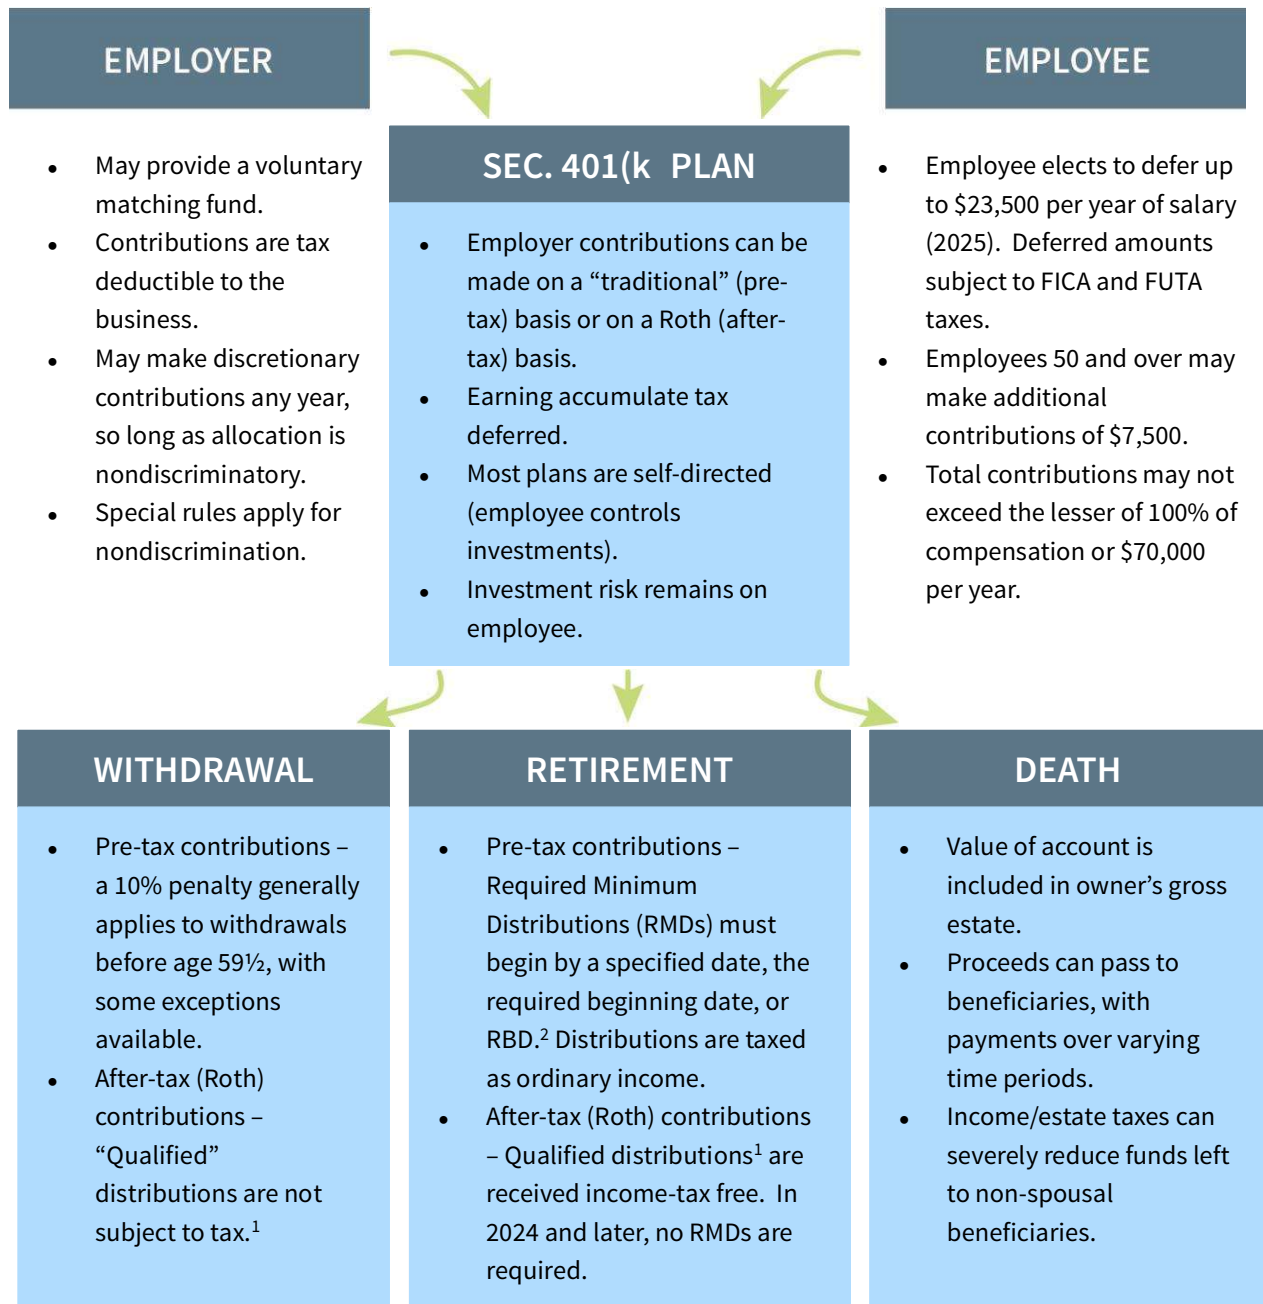 EMPLOYER
EMPLOYEE
• May provide a voluntary
matching fund.
• Contributions are tax
deductible to the
business.
• May make discretionary
contributions any year,
so long as allocation is
nondiscriminatory.
• Special rules apply for
nondiscrimination.
SEC. 401(k PLAN
• Employer contributions can be
made on a “traditional” (pre-
tax) basis or on a Roth (after-
tax) basis.
• Earning accumulate tax
deferred.
• Most plans are self-directed
(employee controls
investments).
• Investment risk remains on
employee.
• Employee elects to defer up
to $23,500 per year of salary
(2025). Deferred amounts
subject to FICA and FUTA
taxes.
• Employees 50 and over may
make additional
contributions of $7,500.
• Total contributions may not
exceed the lesser of 100% of
compensation or $70,000
per year.
WITHDRAWAL
• Pre-tax contributions –
a 10% penalty generally
applies to withdrawals
before age 59½, with
some exceptions
available.
• After-tax (Roth)
contributions –
“Qualified”
distributions are not
subject to tax.¹
RETIREMENT
• Pre-tax contributions –
Required Minimum
Distributions (RMDs) must
begin by a specified date, the
required beginning date, or
RBD.² Distributions are taxed
as ordinary income.
• After-tax (Roth) contributions
– Qualified distributions¹ are
received income-tax free. In
2024 and later, no RMDs are
required.
DEATH
• Value of account is
included in owner’s gross
estate.
• Proceeds can pass to
beneficiaries, with
payments over varying
time periods.
• Income/estate taxes can
severely reduce funds left
to non-spousal
beneficiaries.